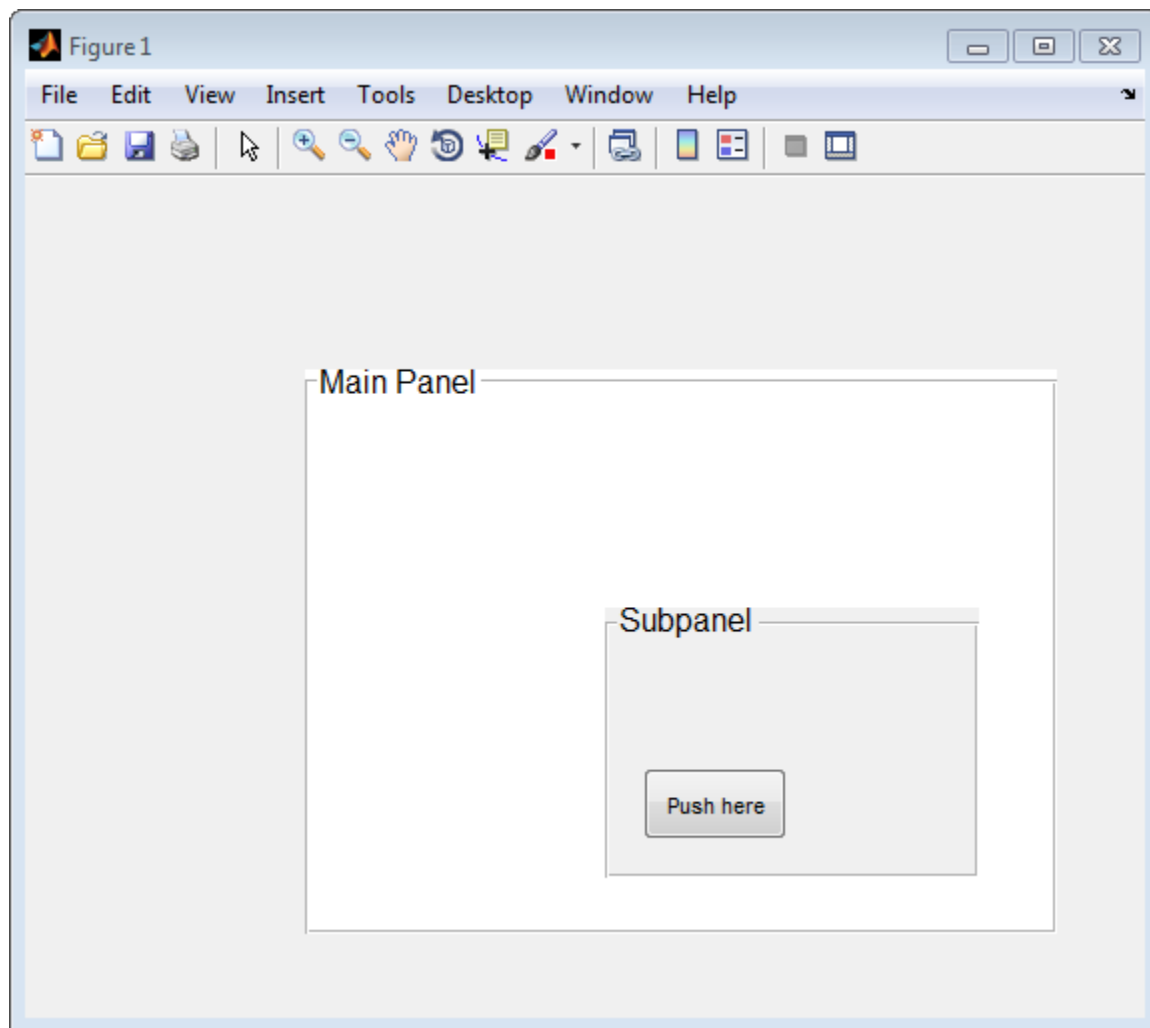 Figure 1
File Edit View Insert Tools Desktop Window Help
Main Panel
Subpanel
Push here